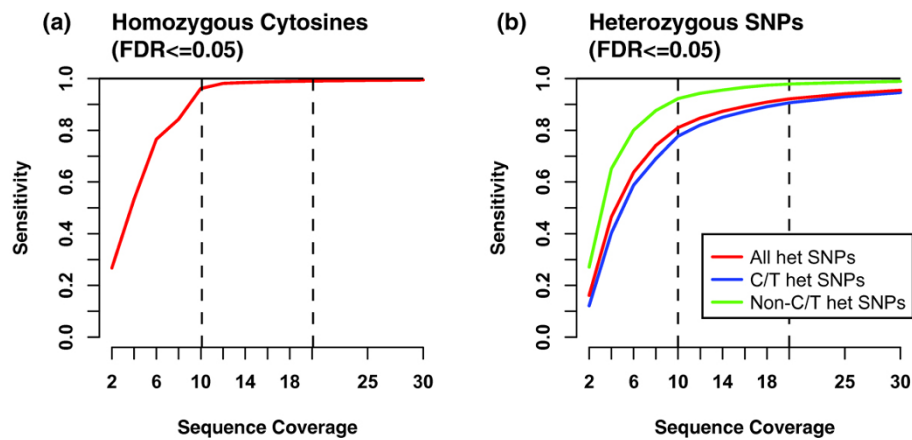 (a) Homozygous Cytosines
(FDR<=0.05)
Sensitivity
1.0
0.8
0.6
0.4
0.2
0.0
2 6 10 14 18 25 30
Sequence Coverage
(b) Heterozygous SNPs
(FDR<=0.05)
Sensitivity
1.0
0.8
0.6
0.4
0.2
0.0
All het SNPs
C/T het SNPs
Non-C/T het SNPs
2 6 10 14 18 25 30
Sequence Coverage